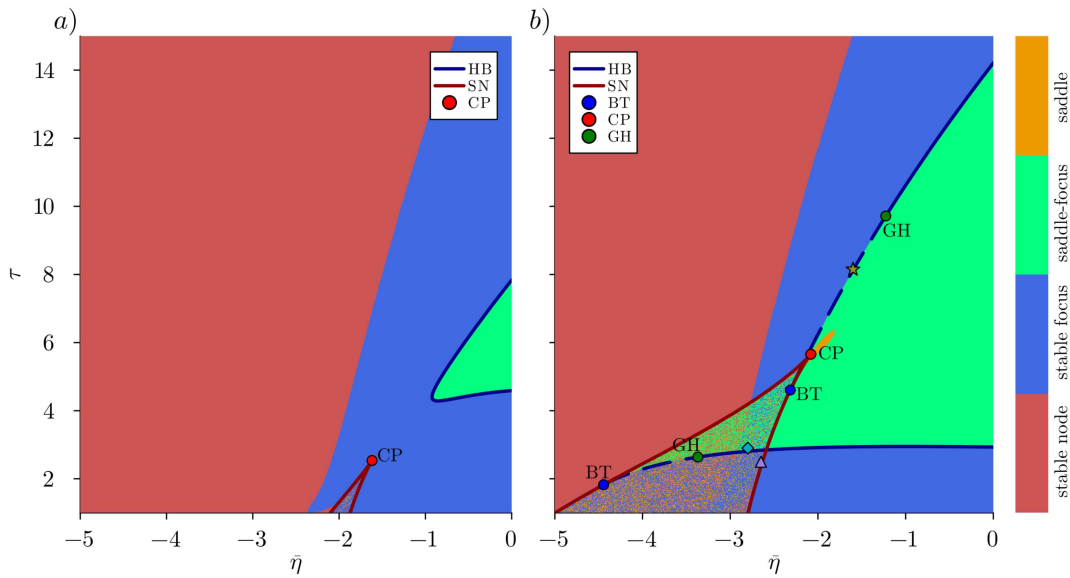 a)
HB
SN
CP
CP
14
12
10
8
6
4
2
τ
−5
−4
−3
−2
−1
0
η̄
b)
HB
SN
BT
CP
GH
GH
CP
BT
GH
BT
−5
−4
−3
−2
−1
0
η̄
saddle
saddle-focus
stable focus
stable node